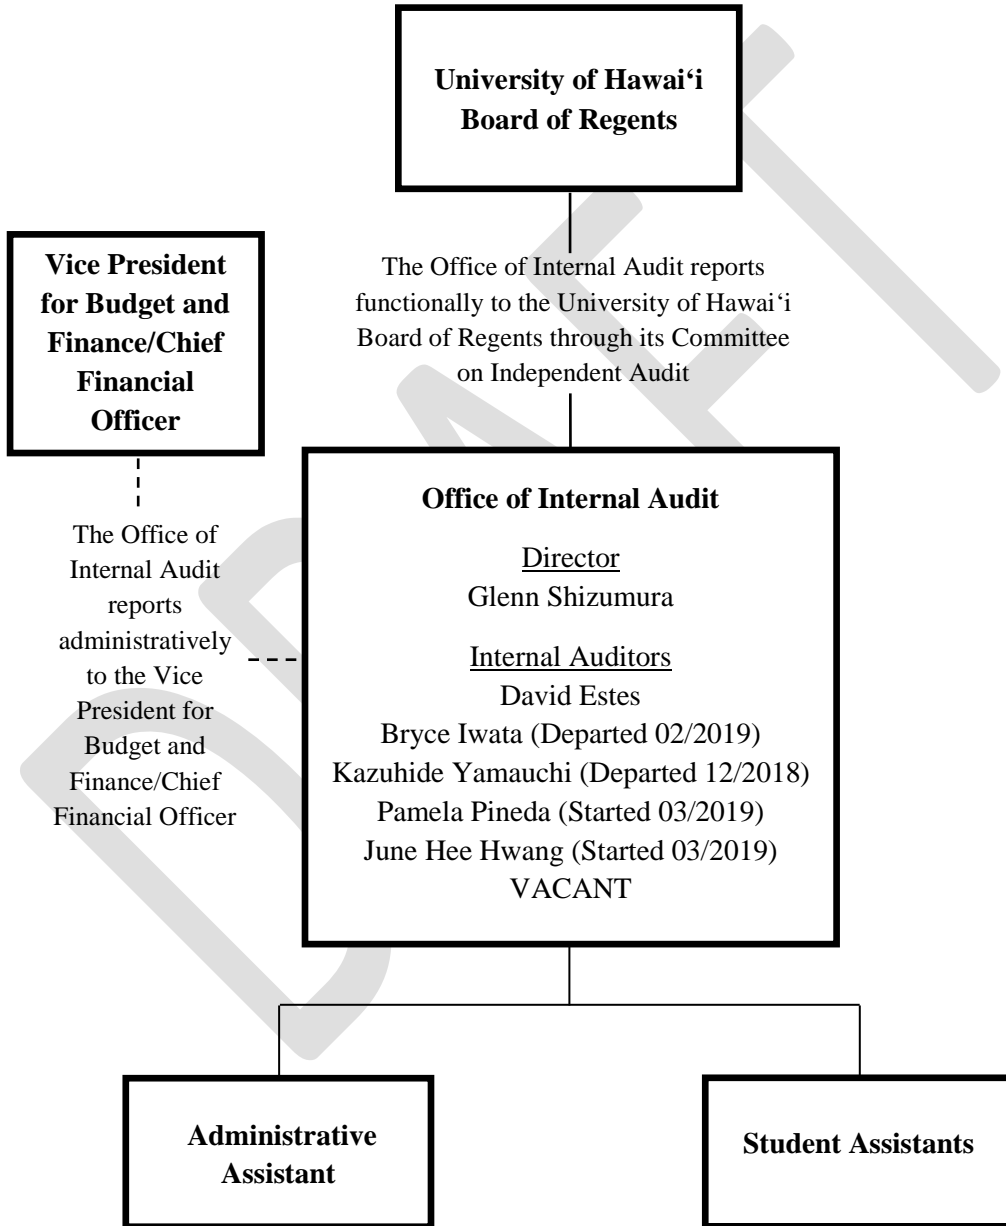 University of Hawai‘i
Board of Regents
Vice President
for Budget and
Finance/Chief
Financial
Officer
The Office of Internal Audit reports
functionally to the University of Hawai‘i
Board of Regents through its Committee
on Independent Audit
The Office of
Internal Audit
reports
administratively
to the Vice
President for
Budget and
Finance/Chief
Financial Officer
Office of Internal Audit
Director
Glenn Shizumura
Internal Auditors
David Estes
Bryce Iwata (Departed 02/2019)
Kazuhide Yamauchi (Departed 12/2018)
Pamela Pineda (Started 03/2019)
June Hee Hwang (Started 03/2019)
VACANT
Administrative
Assistant
Student Assistants
DRAFT